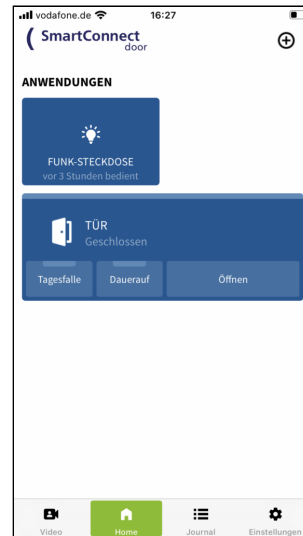 vodafone.de 16:27
SmartConnect
door
ANWENDUNGEN
FUNK-STECKDOSE
vor 3 Stunden bedient
TÜR
Geschlossen
Tagesfalle Dauerauf Öffnen
Video Home Journal Einstellungen